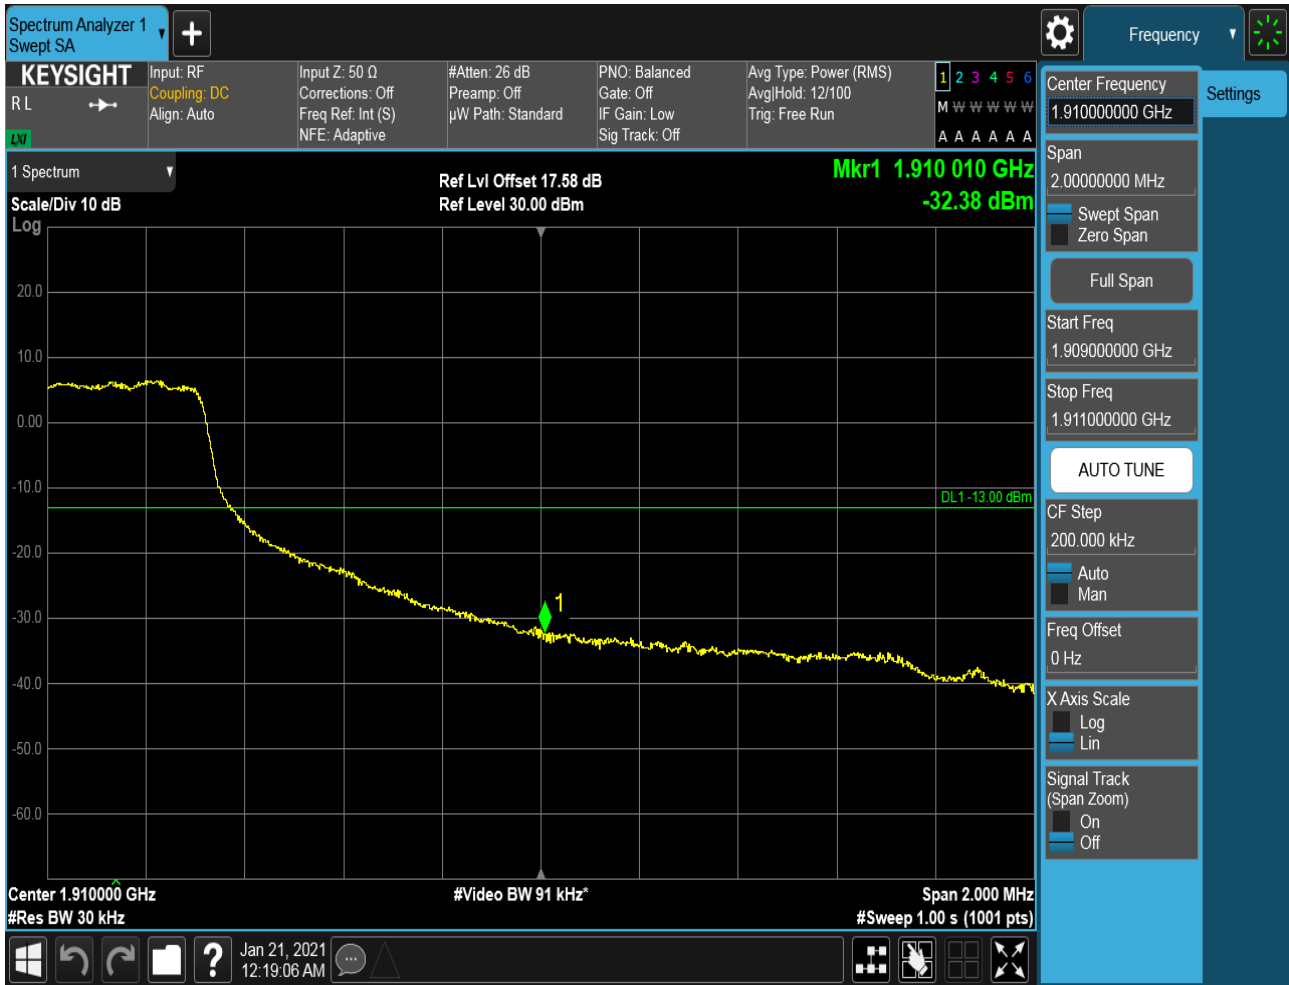 Spectrum Analyzer 1
Swept SA
Frequency
KEYSIGHT
R L
LXI
Input: RF
Coupling: DC
Align: Auto
Input Z: 50 Ω
Corrections: Off
Freq Ref: Int (S)
NFE: Adaptive
#Atten: 26 dB
Preamp: Off
µW Path: Standard
PNO: Balanced
Gate: Off
IF Gain: Low
Sig Track: Off
Avg Type: Power (RMS)
Avg|Hold: 12/100
Trig: Free Run
1 2 3 4 5 6
M W W W W W
A A A A A A
1 Spectrum
Scale/Div 10 dB
Log
Ref Lvl Offset 17.58 dB
Ref Level 30.00 dBm
Mkr1 1.910 010 GHz
-32.38 dBm
20.0
10.0
0.00
-10.0
DL1 -13.00 dBm
-20.0
1
-30.0
-40.0
-50.0
-60.0
Center 1.910000 GHz
#Video BW 91 kHz*
Span 2.000 MHz
#Res BW 30 kHz
#Sweep 1.00 s (1001 pts)
?
Jan 21, 2021
12:19:06 AM
Center Frequency
1.910000000 GHz
Settings
Span
2.00000000 MHz
Swept Span
Zero Span
Full Span
Start Freq
1.909000000 GHz
Stop Freq
1.911000000 GHz
AUTO TUNE
CF Step
200.000 kHz
Auto
Man
Freq Offset
0 Hz
X Axis Scale
Log
Lin
Signal Track
(Span Zoom)
On
Off